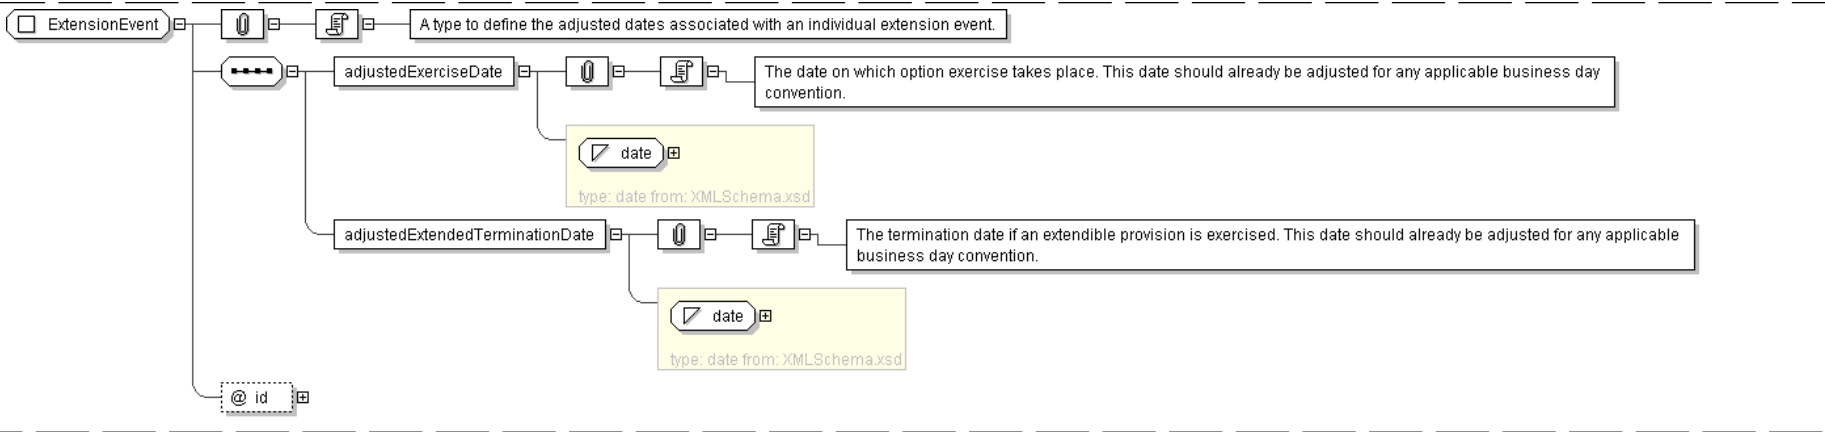 ExtensionEvent
A type to define the adjusted dates associated with an individual extension event.
adjustedExerciseDate
The date on which option exercise takes place. This date should already be adjusted for any applicable business day
convention.
date
type: date from: XMLSchema.xsd
adjustedExtendedTerminationDate
The termination date if an extendible provision is exercised. This date should already be adjusted for any applicable
business day convention.
date
type: date from: XMLSchema.xsd
@ id